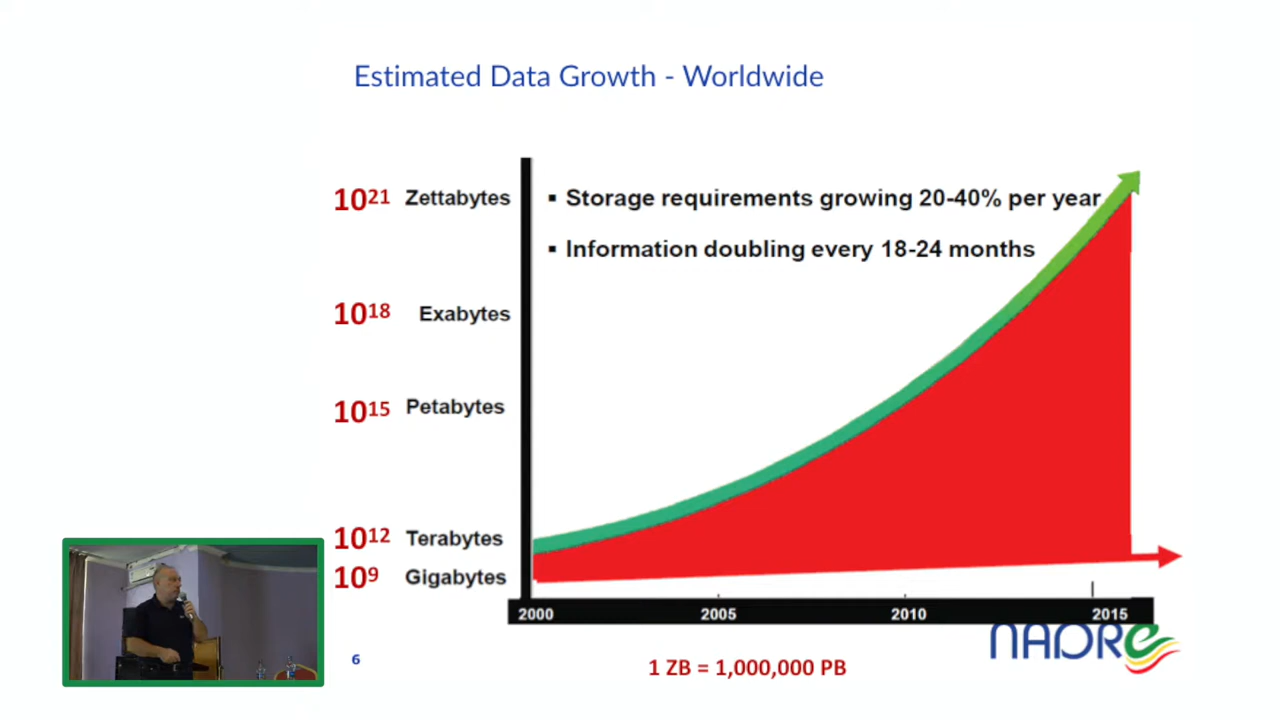 Estimated Data Growth - Worldwide
10²¹ Zettabytes
▪ Storage requirements growing 20-40% per year
▪ Information doubling every 18-24 months
10¹⁸ Exabytes
10¹⁵ Petabytes
10¹² Terabytes
10⁹ Gigabytes
2000 2005 2010 2015
NADRe
6
1 ZB = 1,000,000 PB